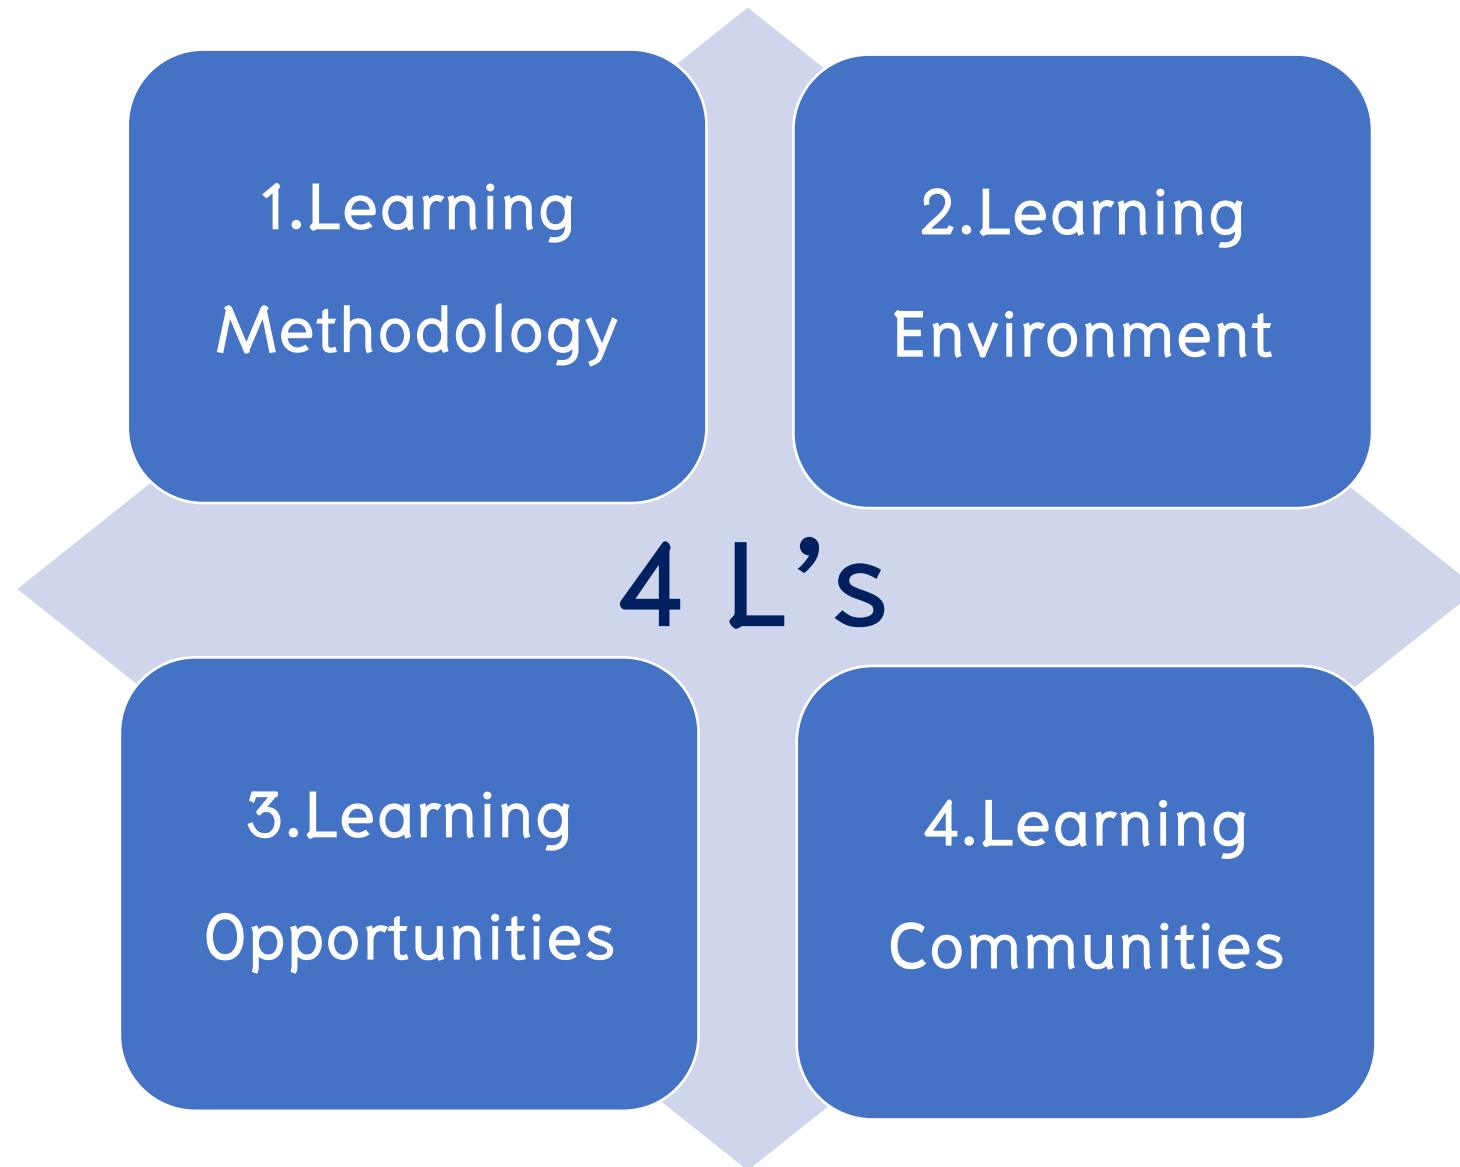 1.Learning
Methodology
2.Learning
Environment
4 L’s
3.Learning
Opportunities
4.Learning
Communities